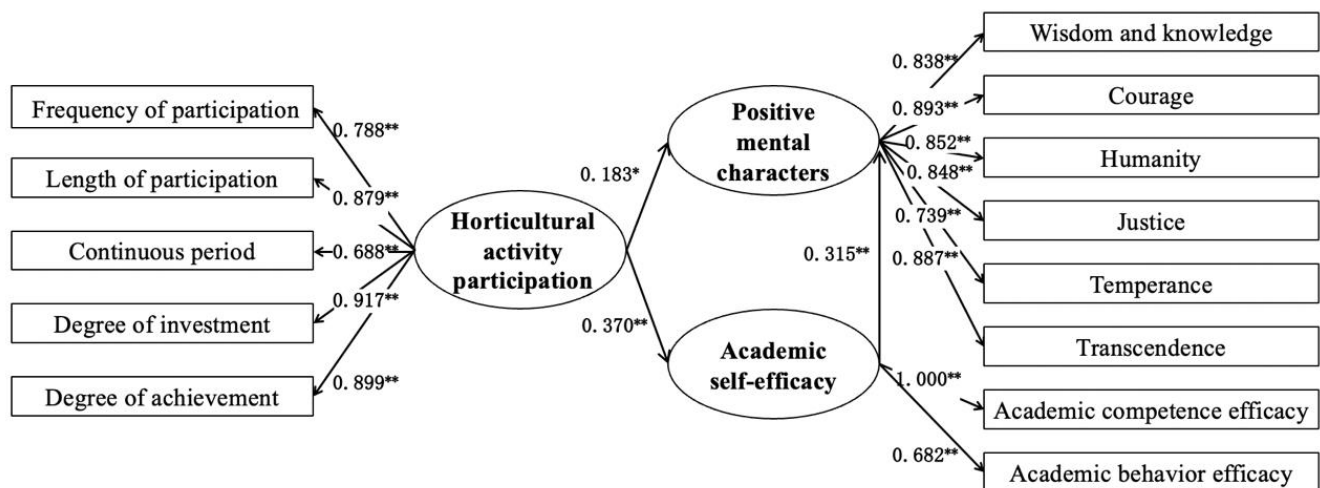 Frequency of participation
0.788**
Length of participation
0.879**
Continuous period
0.688**
Degree of investment
0.917**
Degree of achievement
0.899**
Horticultural
activity
participation
0.183*
0.370**
Positive
mental
characters
0.315**
Academic
self-efficacy
Wisdom and knowledge
0.838**
Courage
0.893**
Humanity
0.852**
0.848**
Justice
0.739**
Temperance
0.887**
Transcendence
1.000**
Academic competence efficacy
0.682**
Academic behavior efficacy